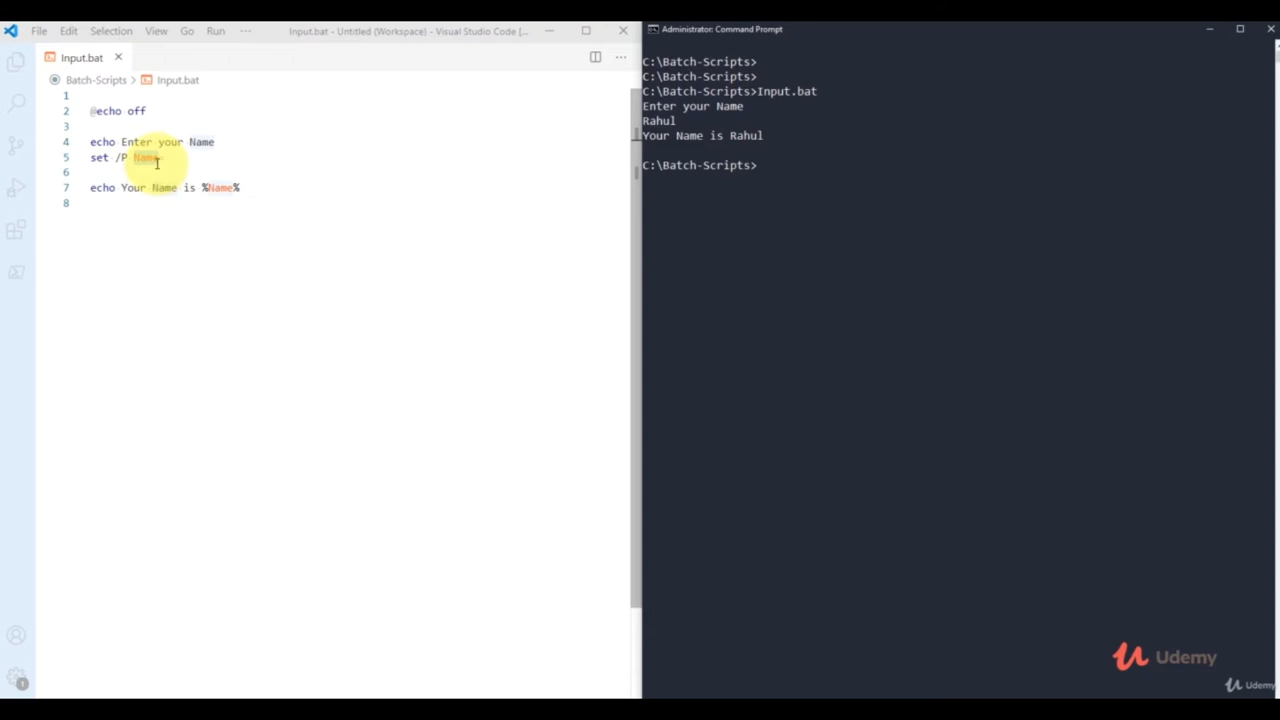 File Edit Selection View Go Run ··· Input.bat - Untitled (Workspace) - Visual Studio Code [...
Input.bat
Batch-Scripts > Input.bat
1
2 @echo off
3
4 echo Enter your Name
5 set /P Name
6
7 echo Your Name is %Name%
8
1
Administrator: Command Prompt
C:\Batch-Scripts>
C:\Batch-Scripts>
C:\Batch-Scripts>Input.bat
Enter your Name
Rahul
Your Name is Rahul
C:\Batch-Scripts>
Udemy
Udemy